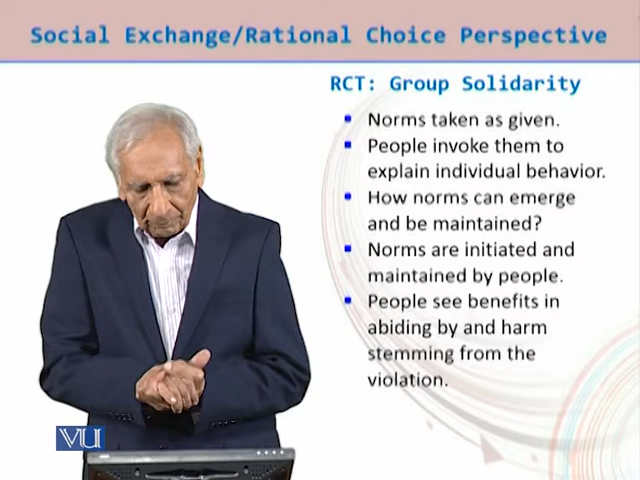 Social Exchange/Rational Choice Perspective
RCT: Group Solidarity
Norms taken as given.
People invoke them to
explain individual behavior.
How norms can emerge
and be maintained?
Norms are initiated and
maintained by people.
People see benefits in
abiding by and harm
stemming from the
violation.
VU